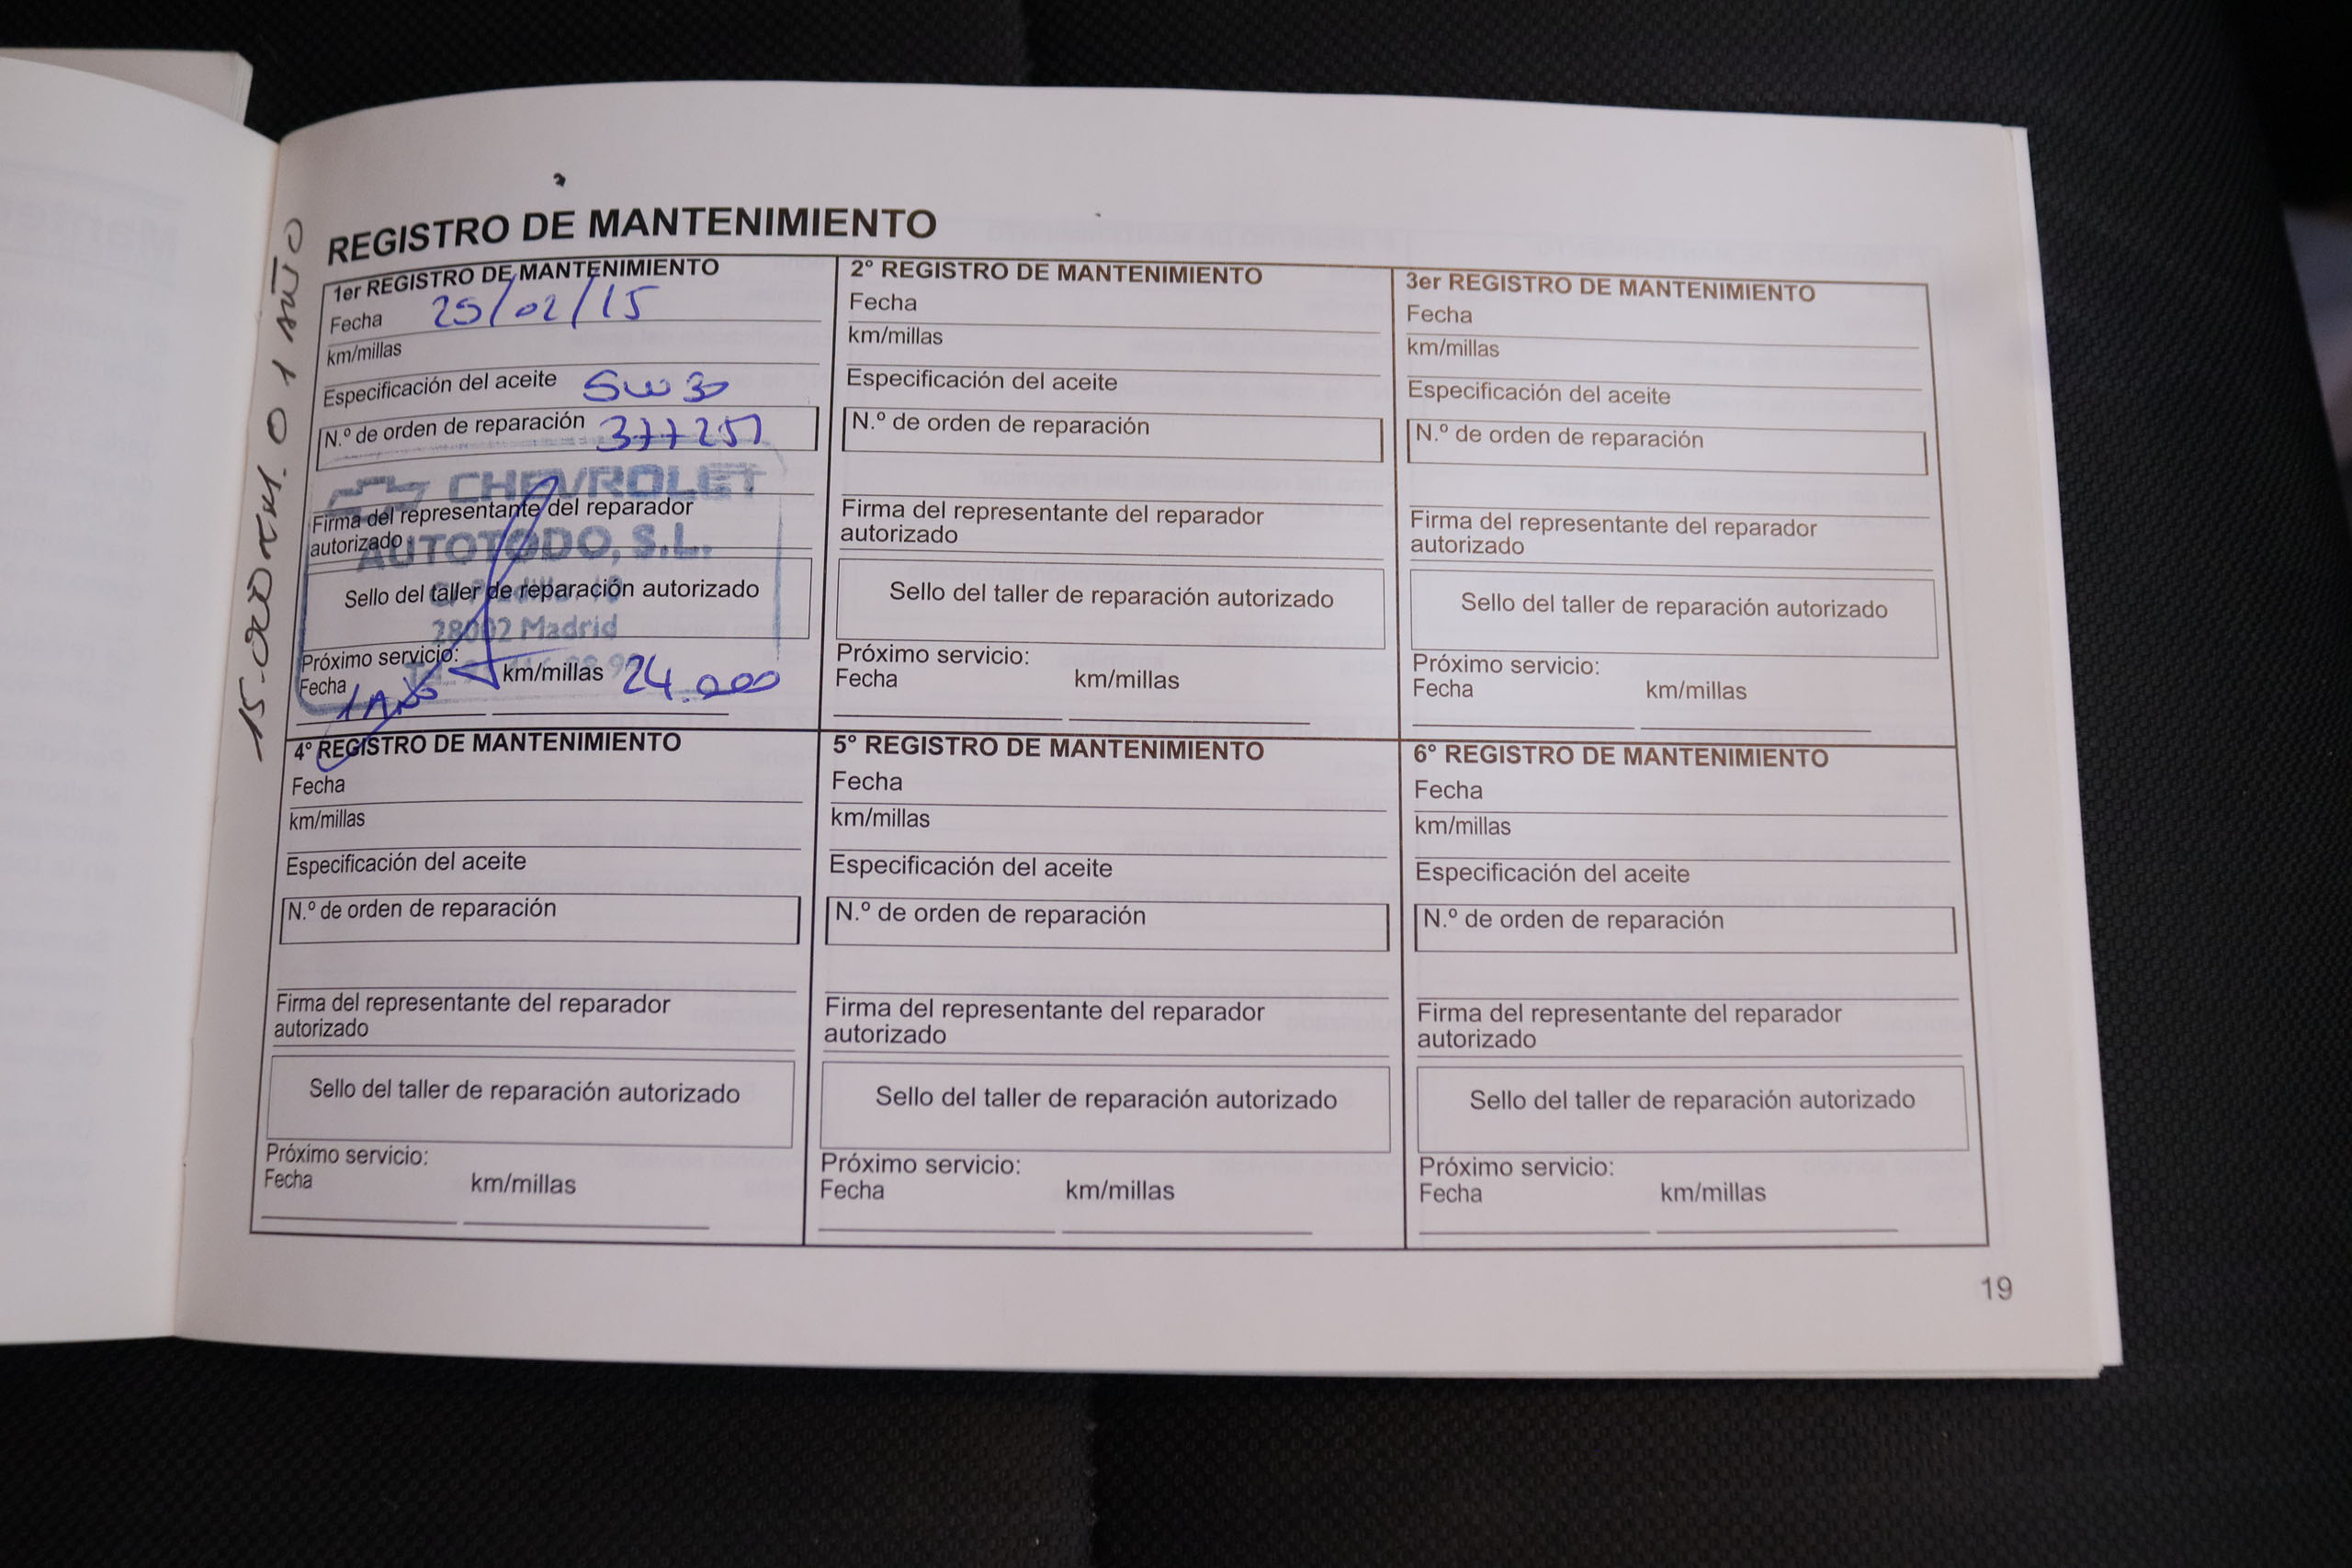 15.000 KM. O 1 AÑO
REGISTRO DE MANTENIMIENTO
1er REGISTRO DE MANTENIMIENTO
Fecha 25/02/15
km/millas
Especificación del aceite 5W30
N.º de orden de reparación 377251
CHEVROLET
Firma del representante del reparador
autorizado
AUTOTODO, S.L.
Sello del taller de reparación autorizado
28002 Madrid
Próximo servicio:
Fecha 1 AÑO km/millas 24.000
2° REGISTRO DE MANTENIMIENTO
Fecha
km/millas
Especificación del aceite
N.º de orden de reparación
Firma del representante del reparador
autorizado
Sello del taller de reparación autorizado
Próximo servicio:
Fecha km/millas
3er REGISTRO DE MANTENIMIENTO
Fecha
km/millas
Especificación del aceite
N.º de orden de reparación
Firma del representante del reparador
autorizado
Sello del taller de reparación autorizado
Próximo servicio:
Fecha km/millas
4° REGISTRO DE MANTENIMIENTO
Fecha
km/millas
Especificación del aceite
N.º de orden de reparación
Firma del representante del reparador
autorizado
Sello del taller de reparación autorizado
Próximo servicio:
Fecha km/millas
5° REGISTRO DE MANTENIMIENTO
Fecha
km/millas
Especificación del aceite
N.º de orden de reparación
Firma del representante del reparador
autorizado
Sello del taller de reparación autorizado
Próximo servicio:
Fecha km/millas
6° REGISTRO DE MANTENIMIENTO
Fecha
km/millas
Especificación del aceite
N.º de orden de reparación
Firma del representante del reparador
autorizado
Sello del taller de reparación autorizado
Próximo servicio:
Fecha km/millas
19